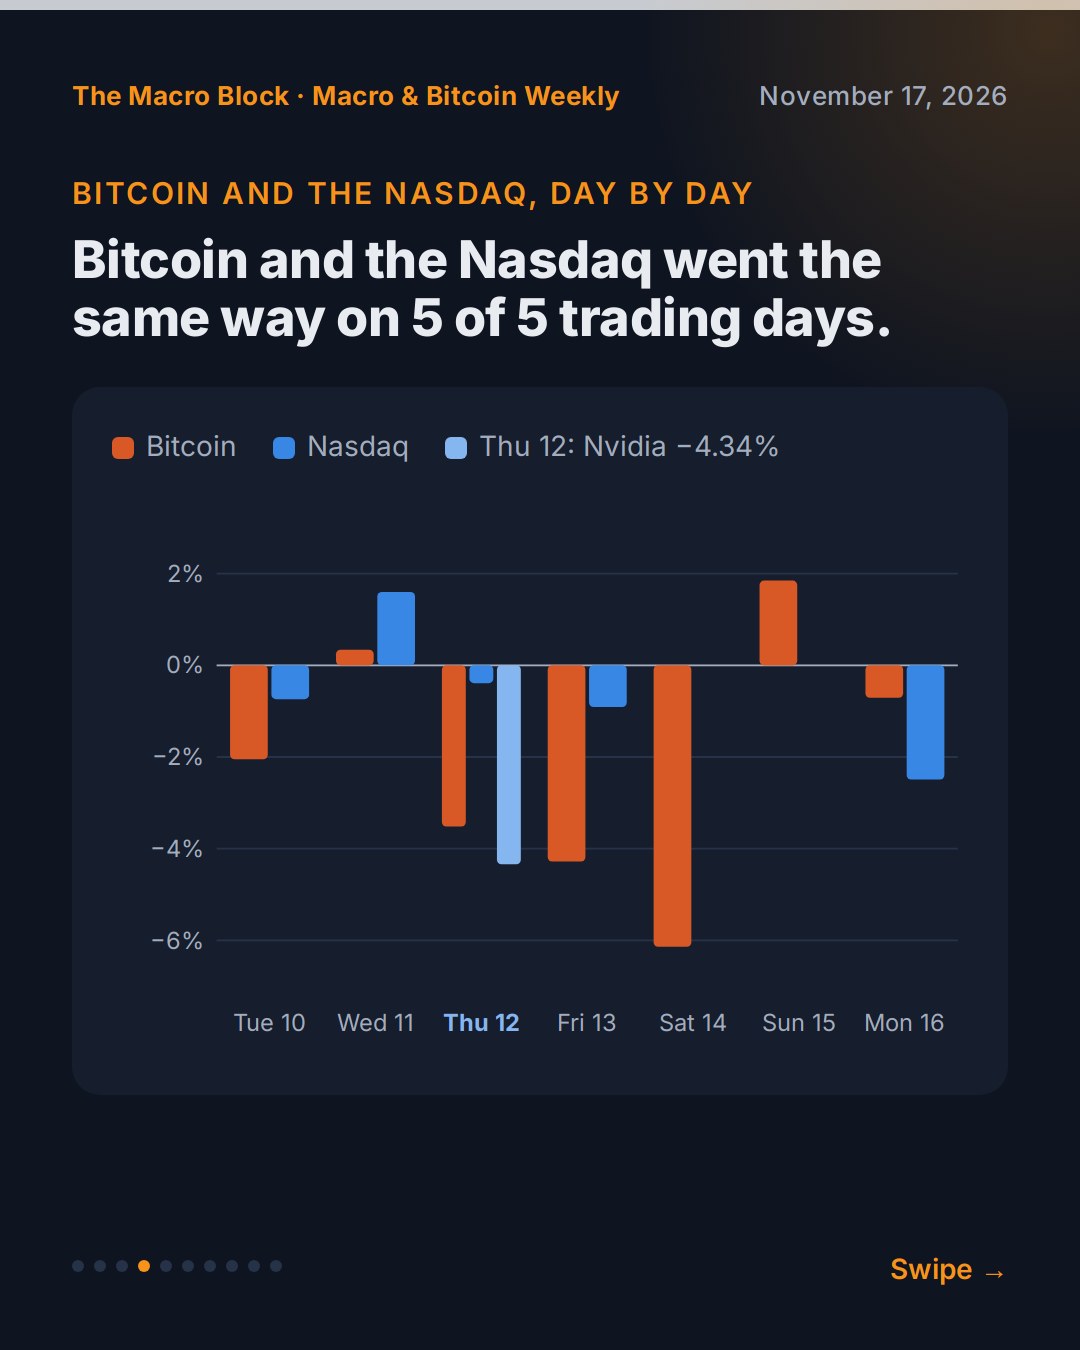 The Macro Block · Macro & Bitcoin Weekly
November 17, 2026
BITCOIN AND THE NASDAQ, DAY BY DAY
Bitcoin and the Nasdaq went the
same way on 5 of 5 trading days.
Bitcoin
Nasdaq
Thu 12: Nvidia −4.34%
2%
0%
−2%
−4%
−6%
Tue 10
Wed 11
Thu 12
Fri 13
Sat 14
Sun 15
Mon 16
Swipe →